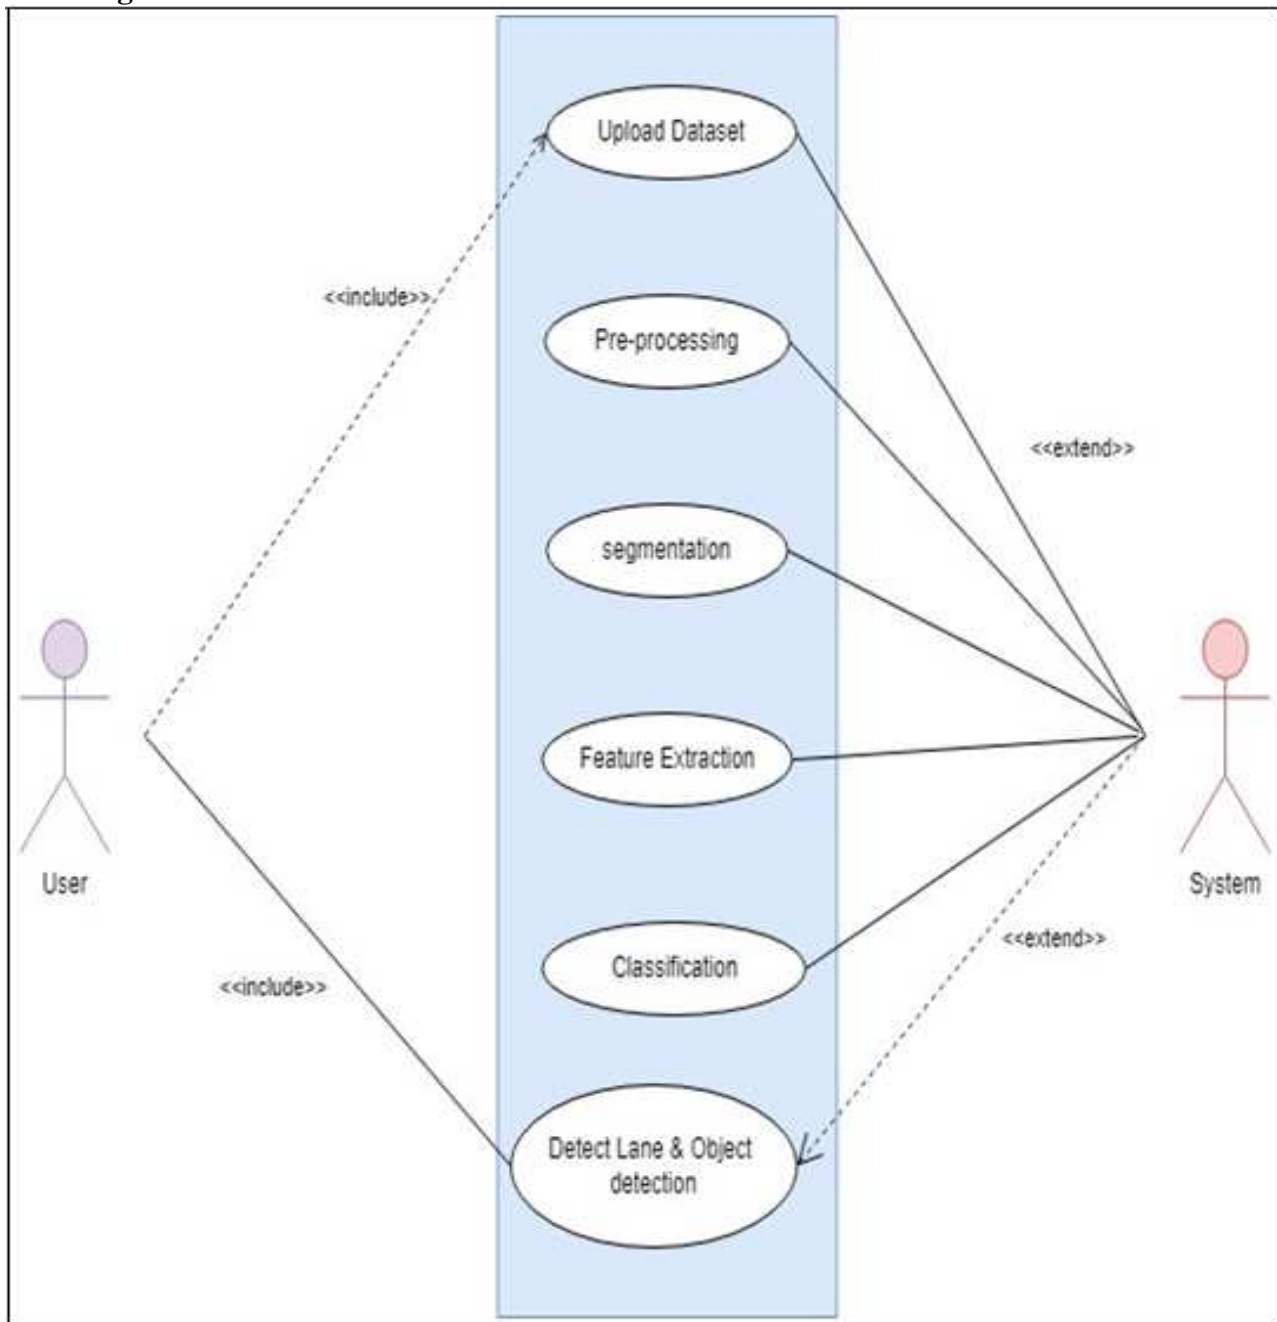 Upload Dataset
<<include>>
Pre-processing
<<extend>>
segmentation
Feature Extraction
User
System
<<extend>>
Classification
<<include>>
Detect Lane & Object
detection